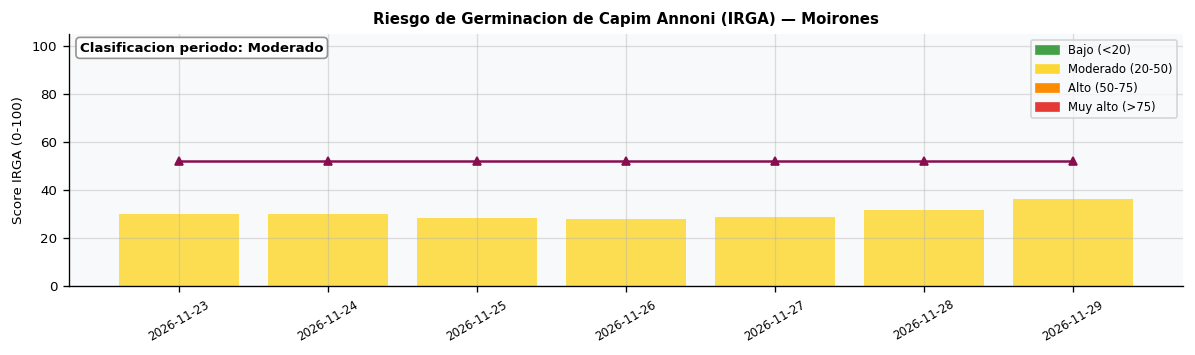 Riesgo de Germinacion de Capim Annoni (IRGA) — Moirones
Clasificacion periodo: Moderado
Bajo (<20)
Moderado (20-50)
Alto (50-75)
Muy alto (>75)
Score IRGA (0-100)
100
80
60
40
20
0
2026-11-23
2026-11-24
2026-11-25
2026-11-26
2026-11-27
2026-11-28
2026-11-29